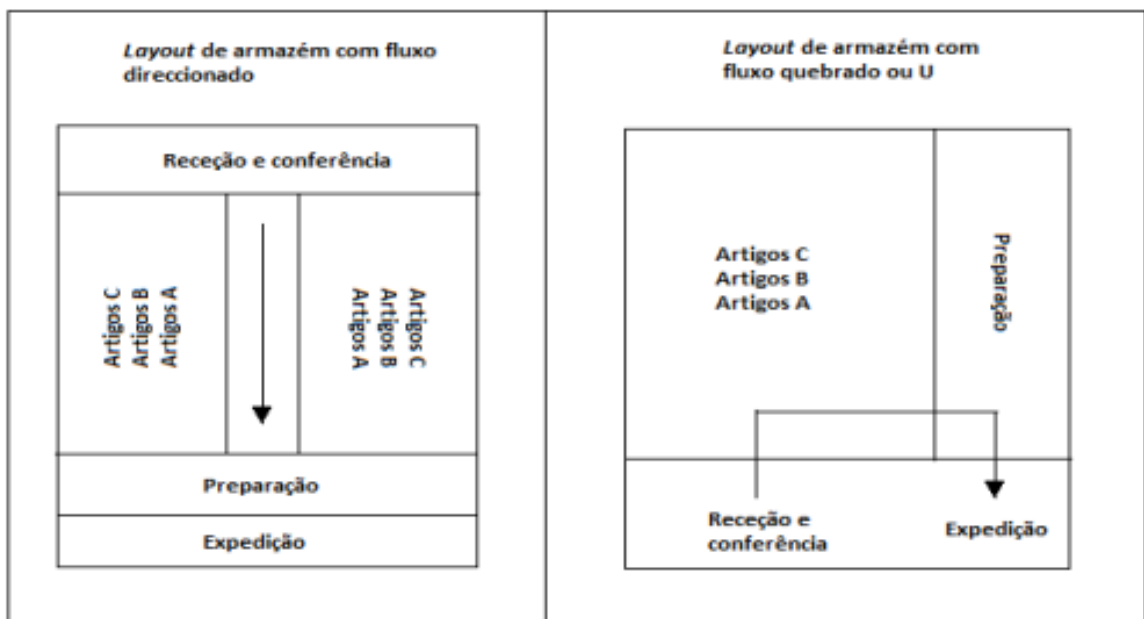 Layout de armazém com fluxo
direccionado
Receção e conferência
Artigos C
Artigos B
Artigos A
Artigos C
Artigos B
Artigos A
Preparação
Expedição
Layout de armazém com
fluxo quebrado ou U
Artigos C
Artigos B
Artigos A
Preparação
Receção e
conferência
Expedição